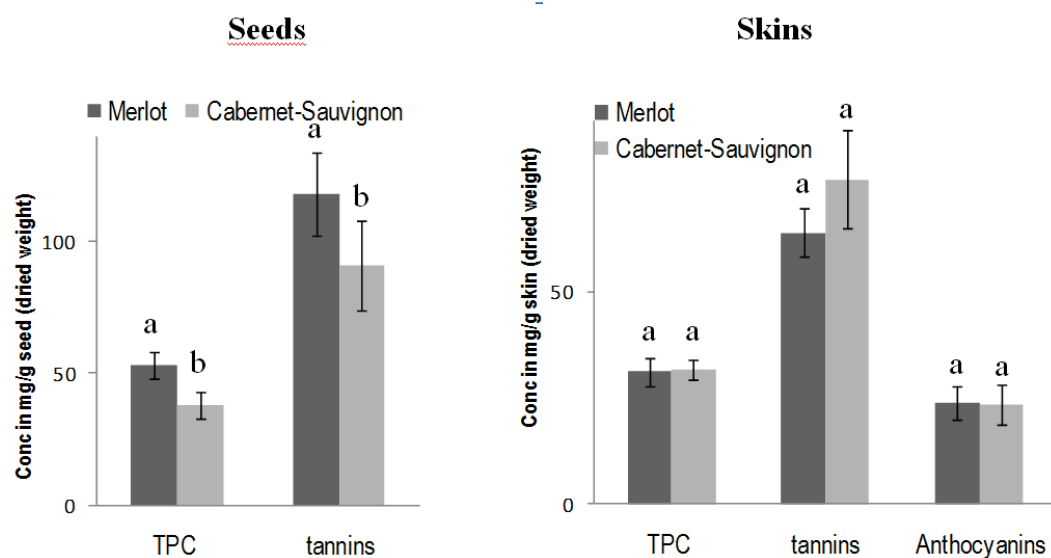 Seeds
Merlot Cabernet-Sauvignon
a
b
a
b
Conc in mg/g seed (dried weight)
100
50
0
TPC tannins
Skins
Merlot
Cabernet-Sauvignon
a
a
a
a
a
a
Conc in mg/g skin (dried weight)
50
0
TPC tannins Anthocyanins